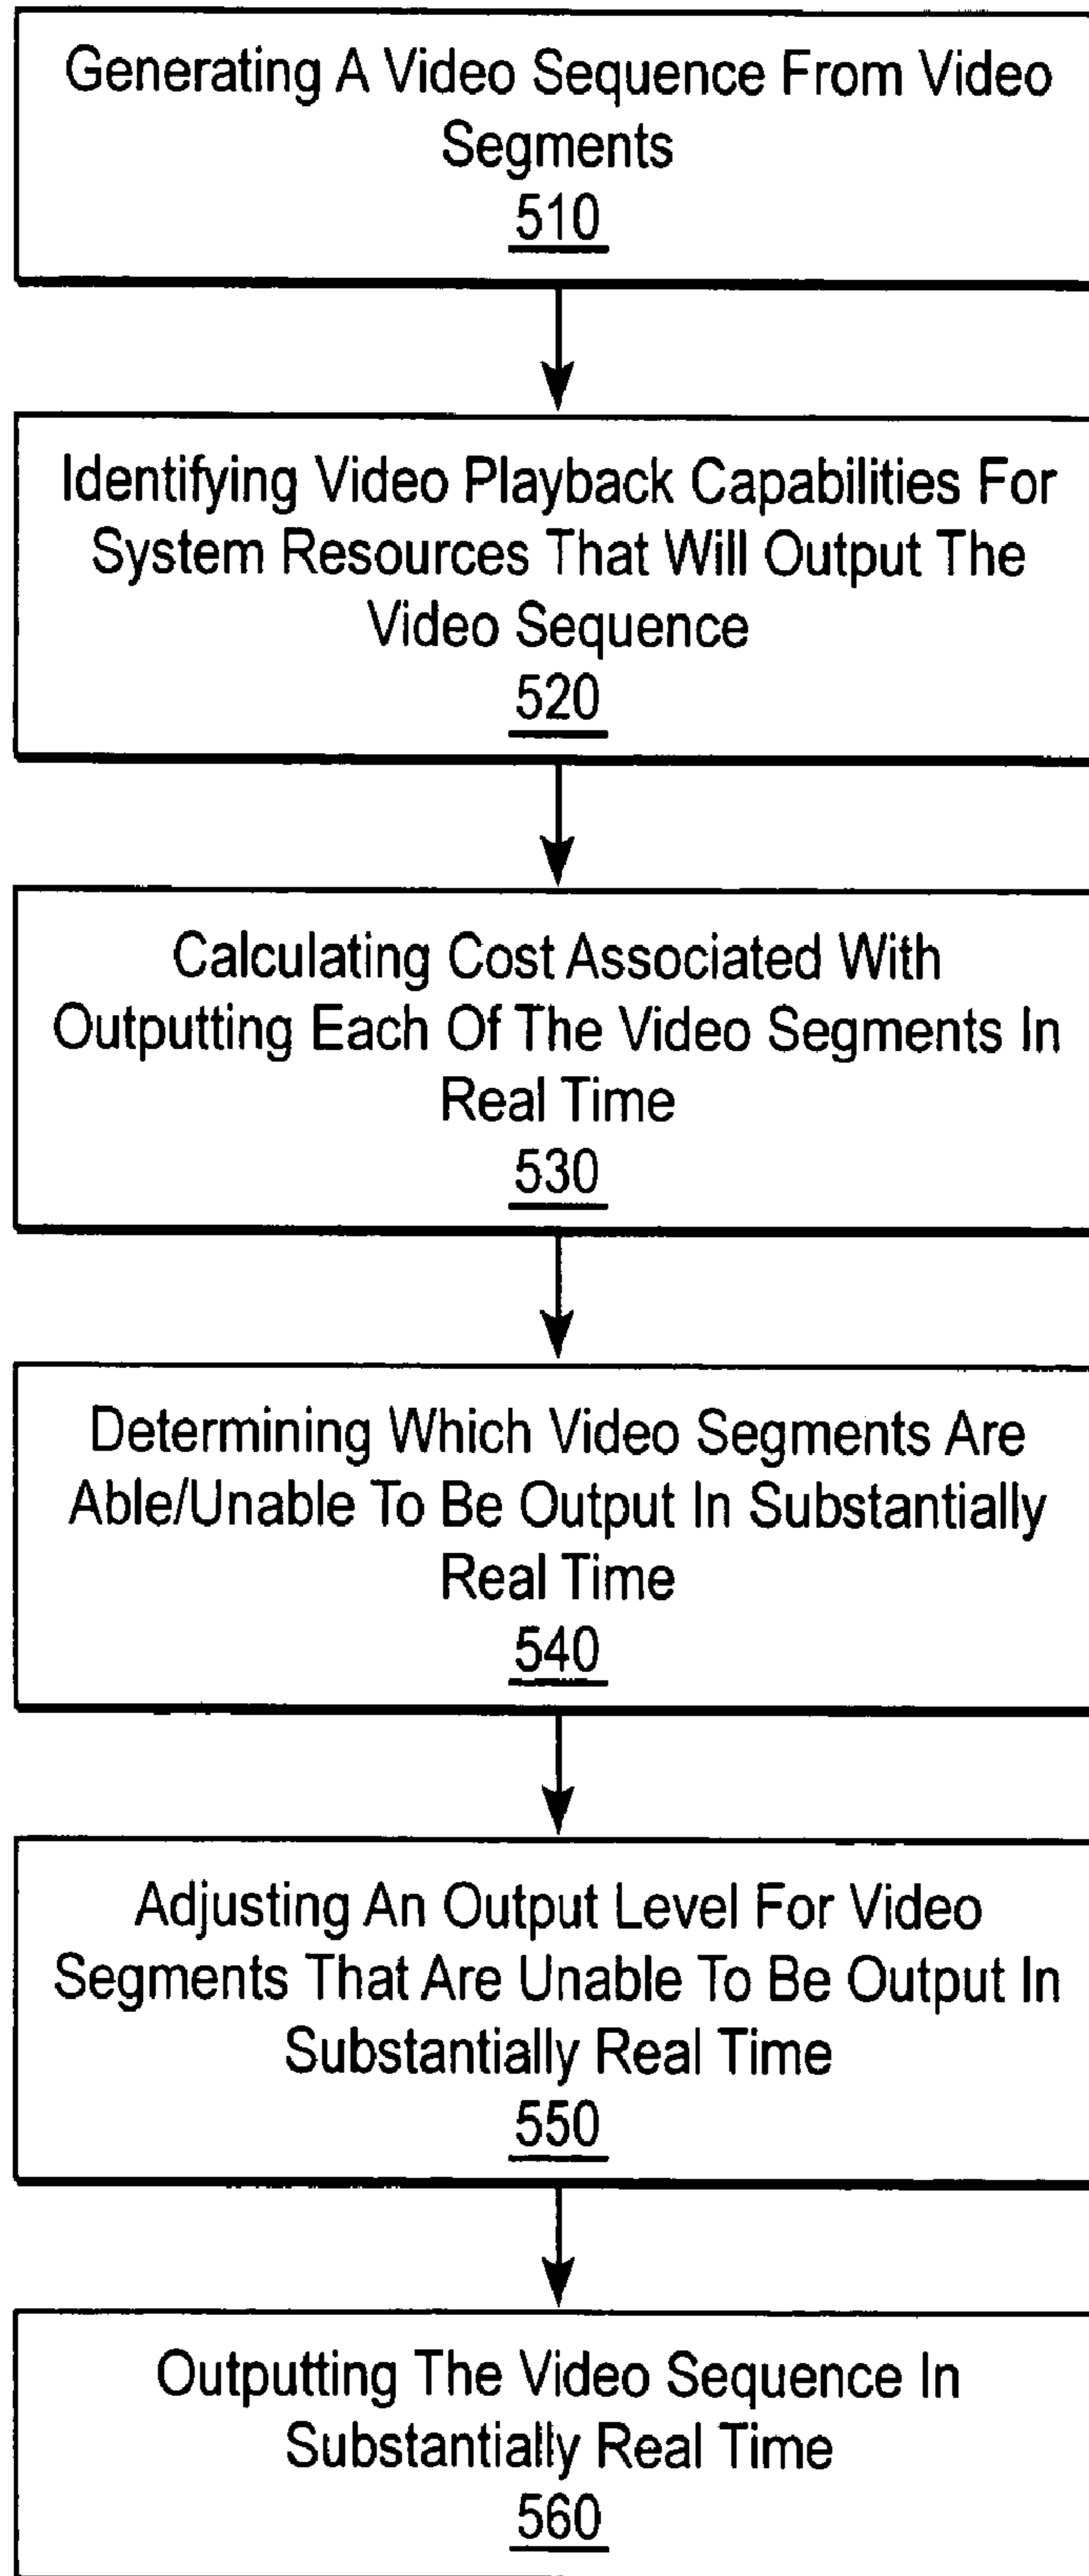 Generating A Video Sequence From Video
Segments
510
Identifying Video Playback Capabilities For
System Resources That Will Output The
Video Sequence
520
Calculating Cost Associated With
Outputting Each Of The Video Segments In
Real Time
530
Determining Which Video Segments Are
Able/Unable To Be Output In Substantially
Real Time
540
Adjusting An Output Level For Video
Segments That Are Unable To Be Output In
Substantially Real Time
550
Outputting The Video Sequence In
Substantially Real Time
560